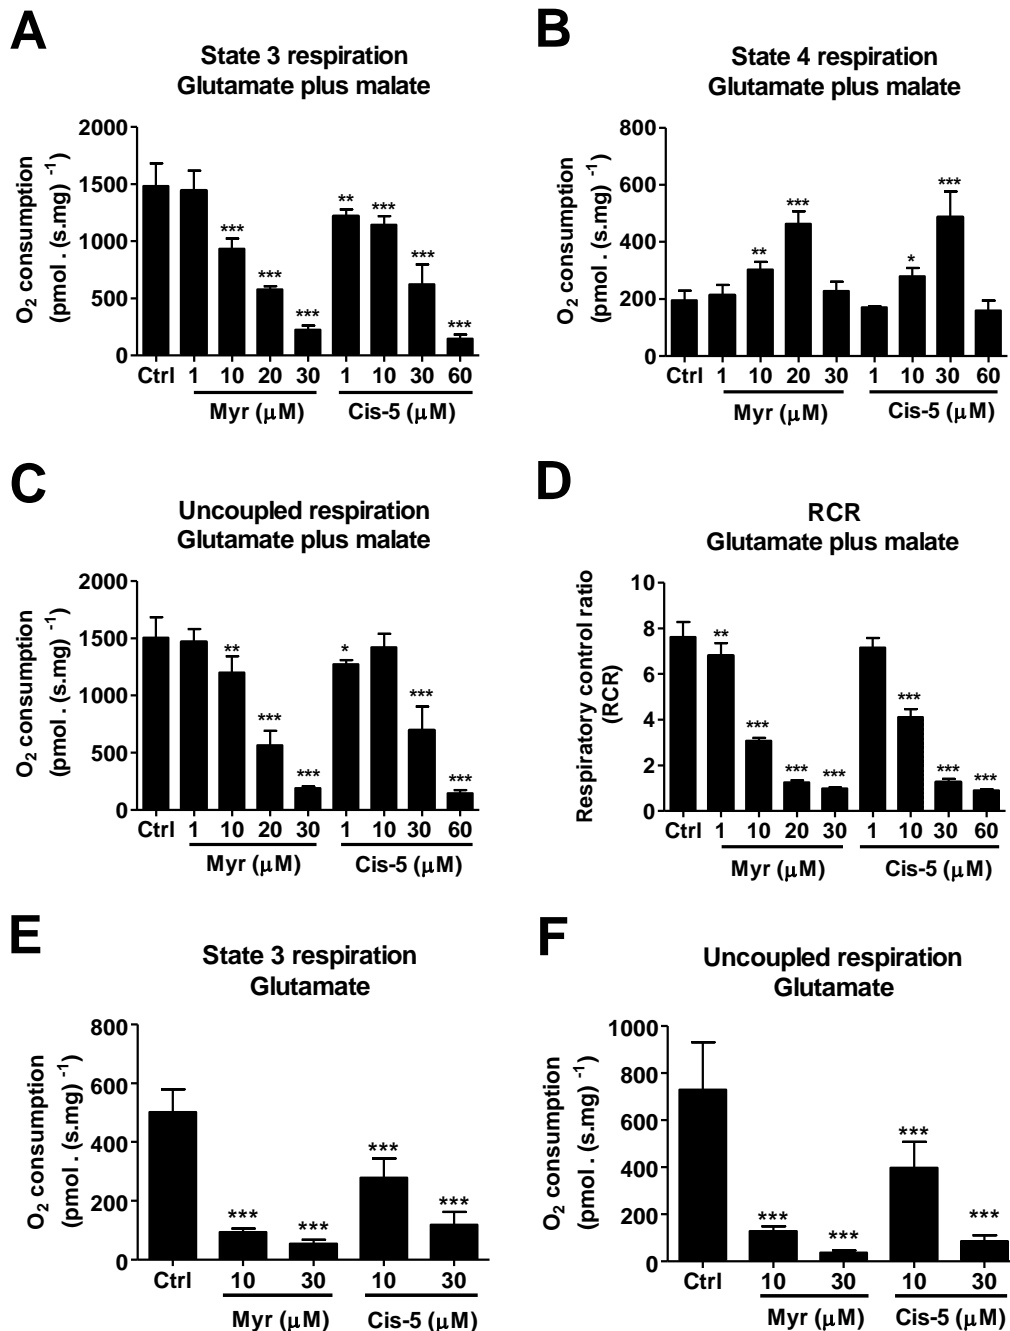 A
State 3 respiration
Glutamate plus malate
O2 consumption
(pmol . (s.mg) -1)
2000
1500
1000
500
0
** *** *** *** *** *** ***
Ctrl 1 10 20 30 1 10 30 60
Myr (μM) Cis-5 (μM)
B
State 4 respiration
Glutamate plus malate
O2 consumption
(pmol . (s.mg) -1)
800
600
400
200
0
** *** * ***
Ctrl 1 10 20 30 1 10 30 60
Myr (μM) Cis-5 (μM)
C
Uncoupled respiration
Glutamate plus malate
O2 consumption
(pmol . (s.mg) -1)
2000
1500
1000
500
0
** *** *** * *** ***
Ctrl 1 10 20 30 1 10 30 60
Myr (μM) Cis-5 (μM)
D
RCR
Glutamate plus malate
Respiratory control ratio
(RCR)
10
8
6
4
2
0
** *** *** *** *** *** ***
Ctrl 1 10 20 30 1 10 30 60
Myr (μM) Cis-5 (μM)
E
State 3 respiration
Glutamate
O2 consumption
(pmol . (s.mg) -1)
800
600
400
200
0
*** *** *** ***
Ctrl 10 30 10 30
Myr (μM) Cis-5 (μM)
F
Uncoupled respiration
Glutamate
O2 consumption
(pmol . (s.mg) -1)
1000
800
600
400
200
0
*** *** *** ***
Ctrl 10 30 10 30
Myr (μM) Cis-5 (μM)